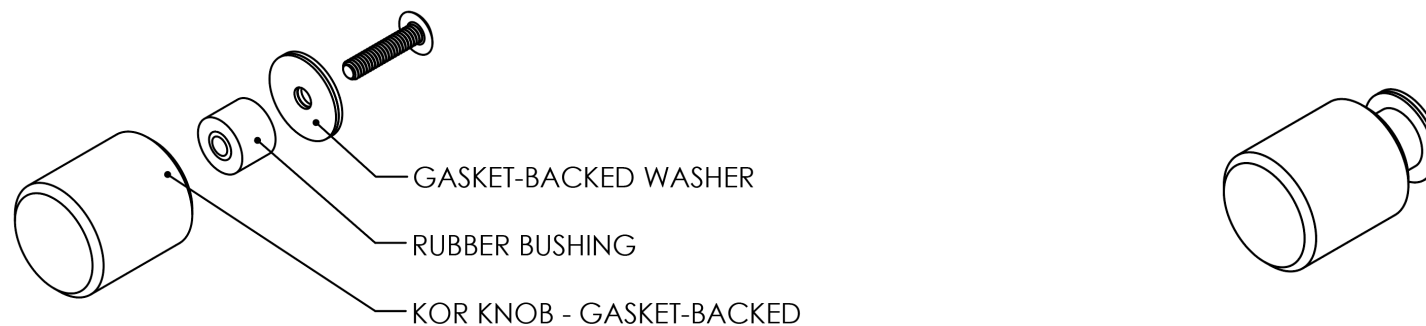 GASKET-BACKED WASHER
RUBBER BUSHING
KOR KNOB - GASKET-BACKED